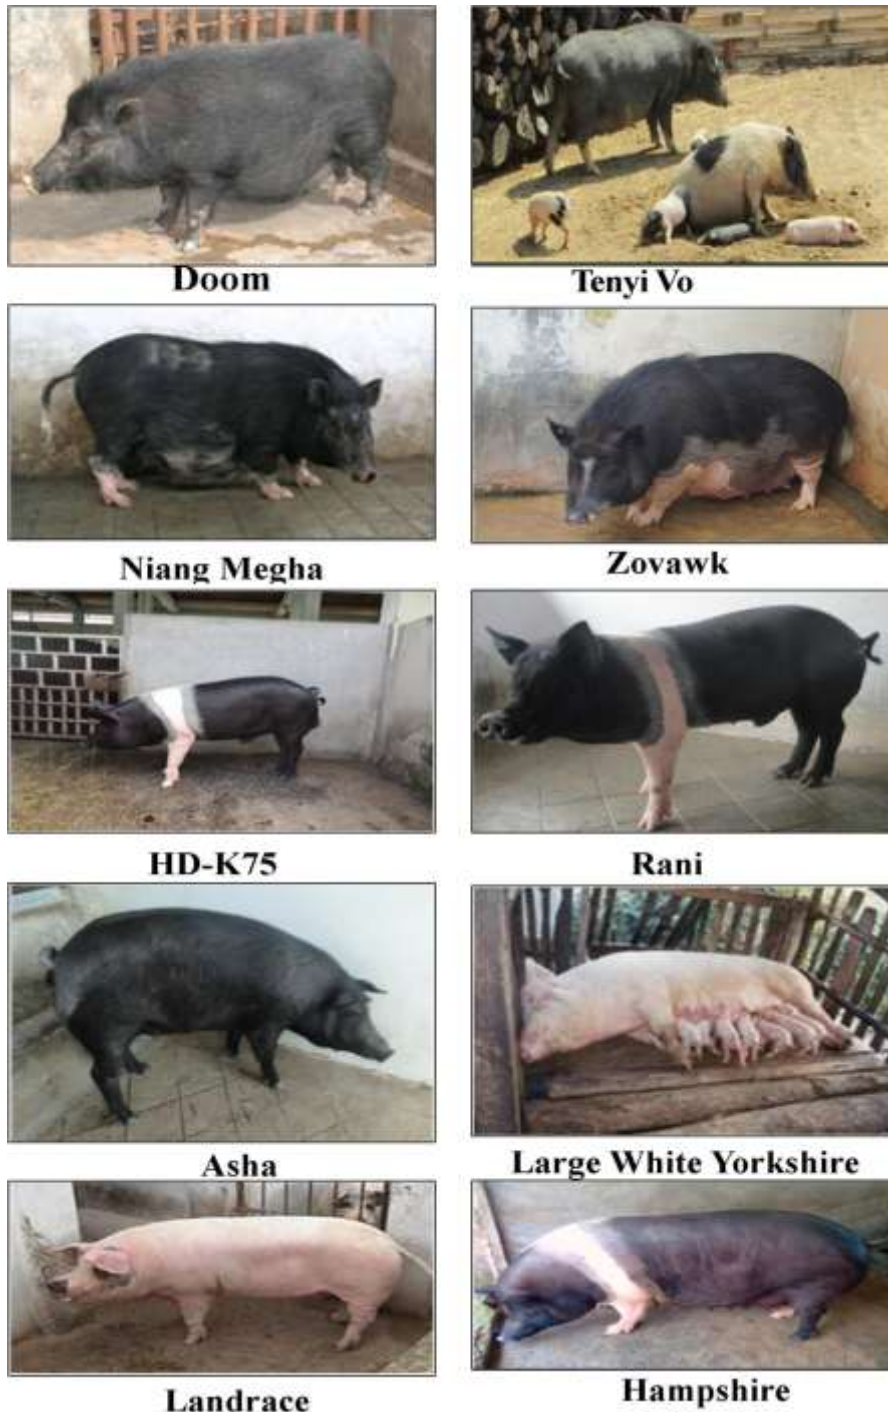 Doom
Tenyi Vo
Niang Megha
Zovawk
HD-K75
Rani
Asha
Large White Yorkshire
Landrace
Hampshire